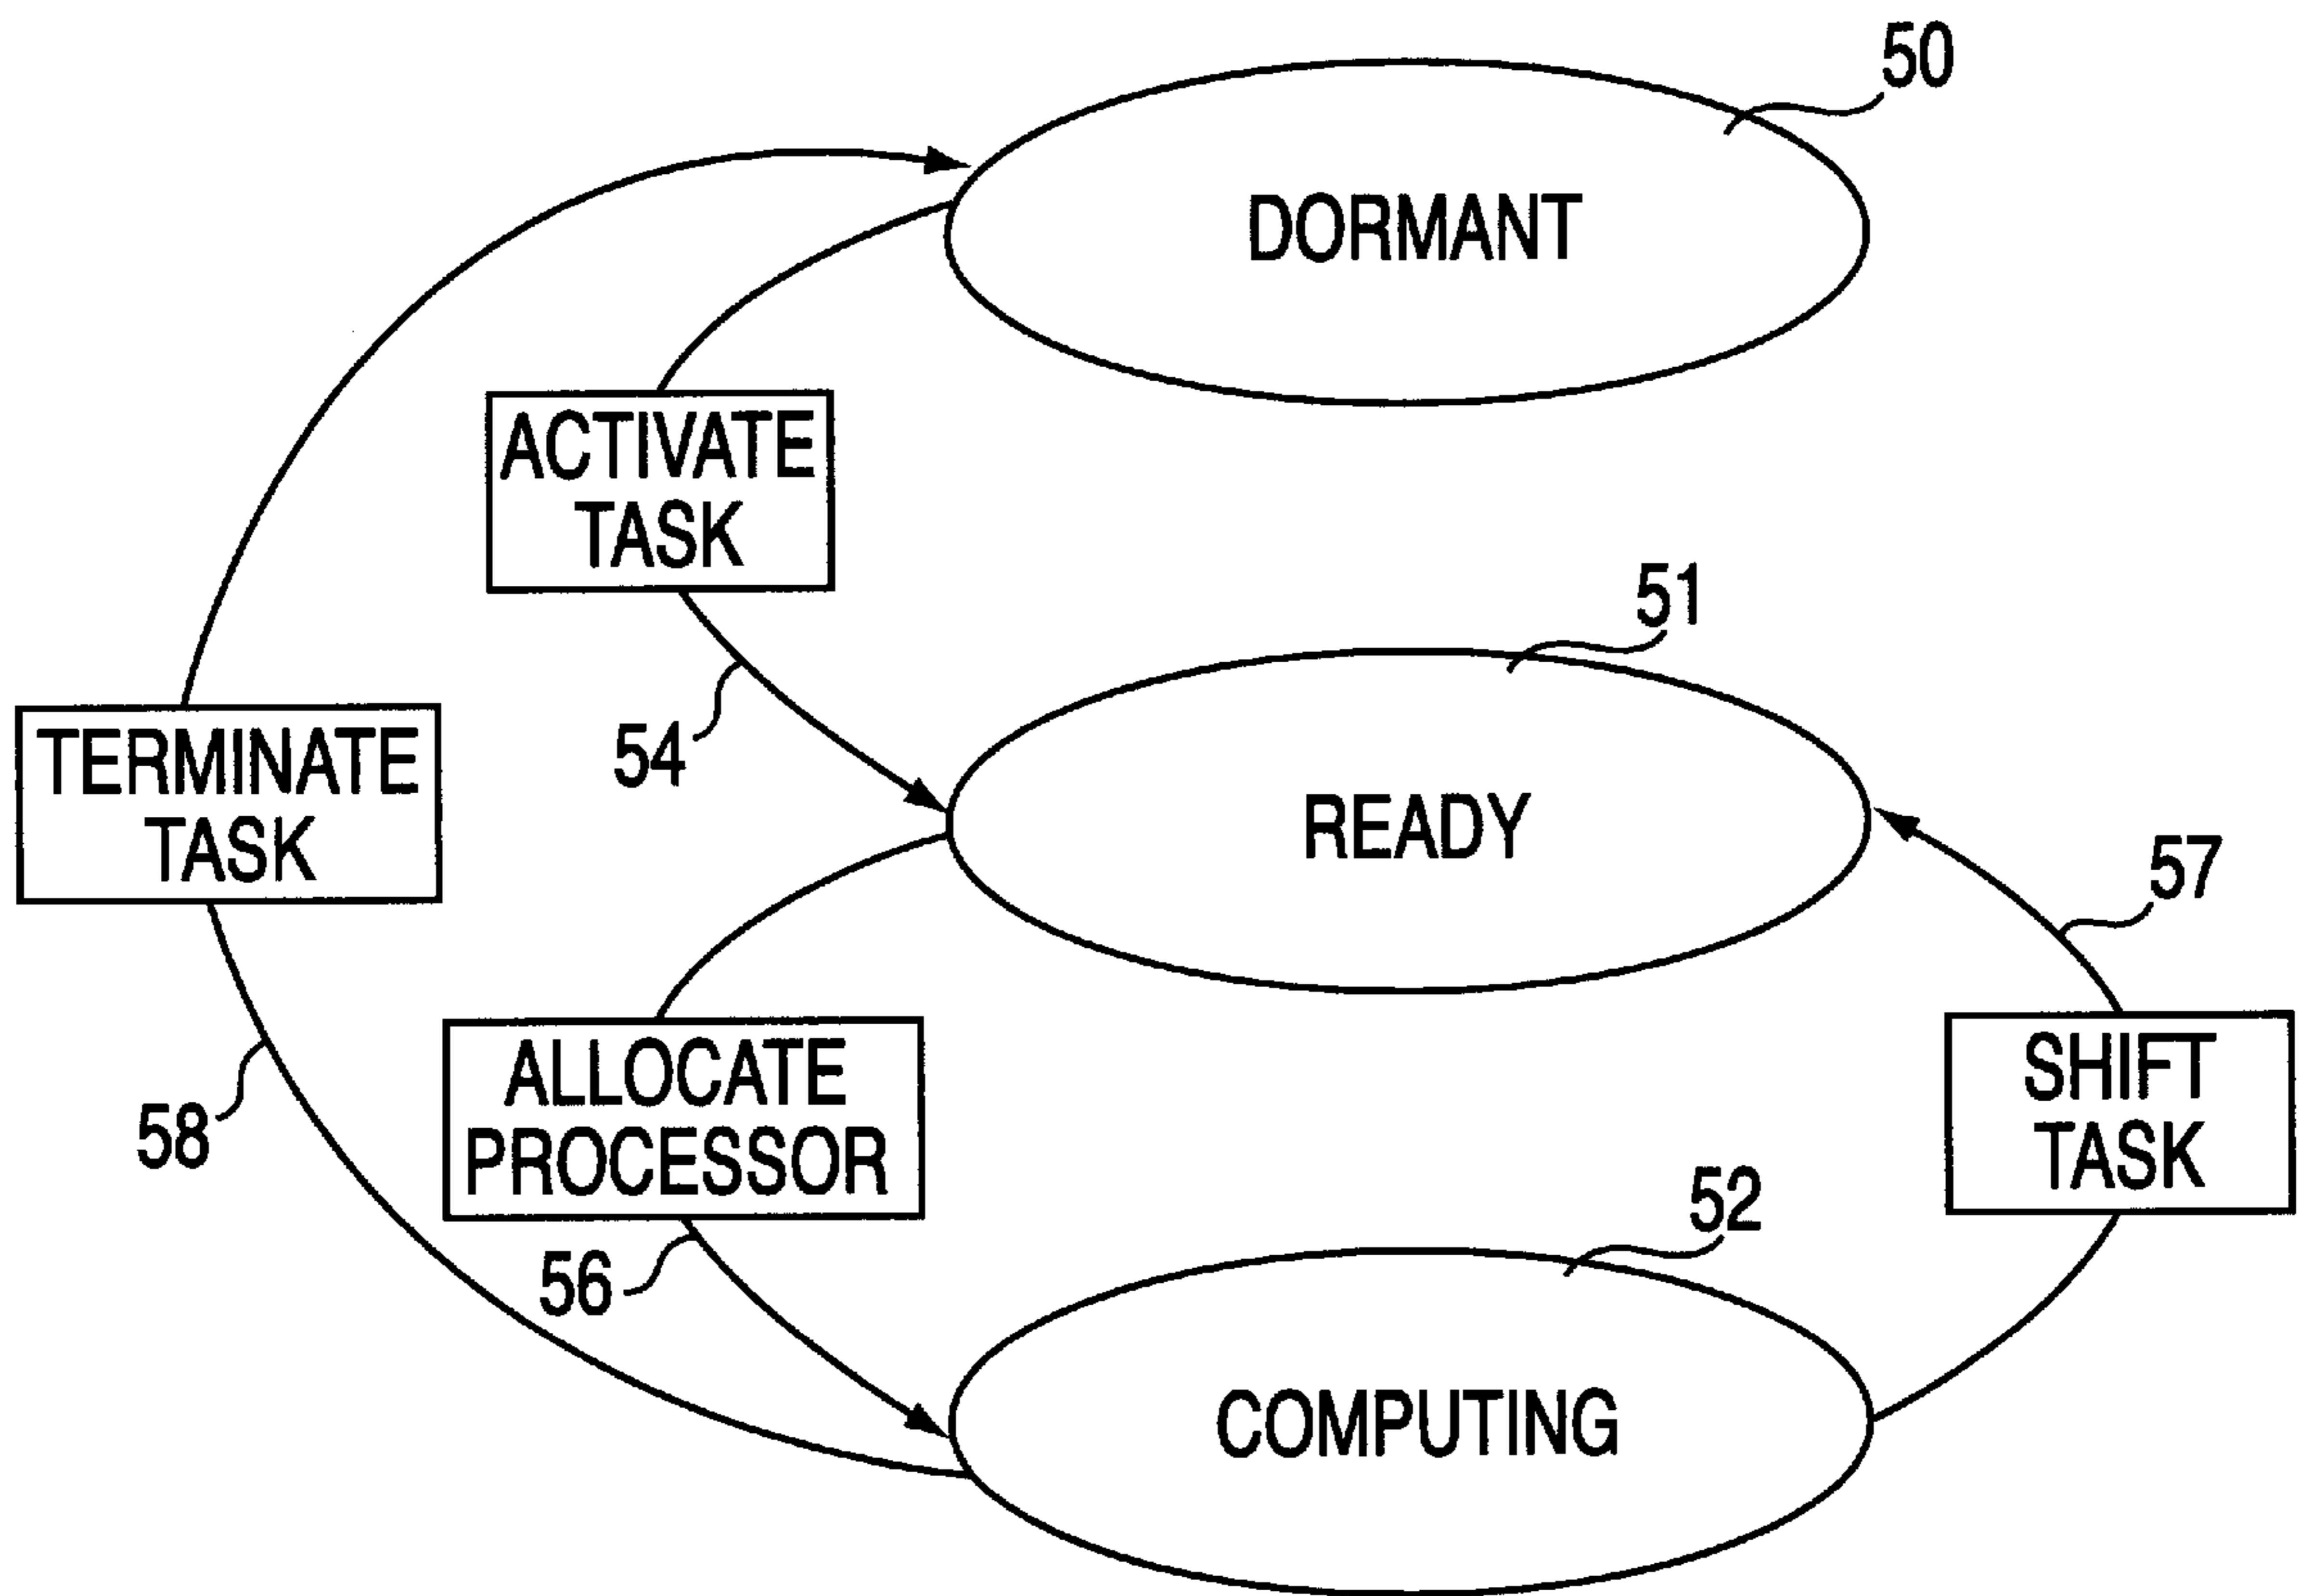 50
DORMANT
ACTIVATE
TASK
51
54
TERMINATE
TASK
READY
57
ALLOCATE
PROCESSOR
SHIFT
TASK
58
52
56
COMPUTING